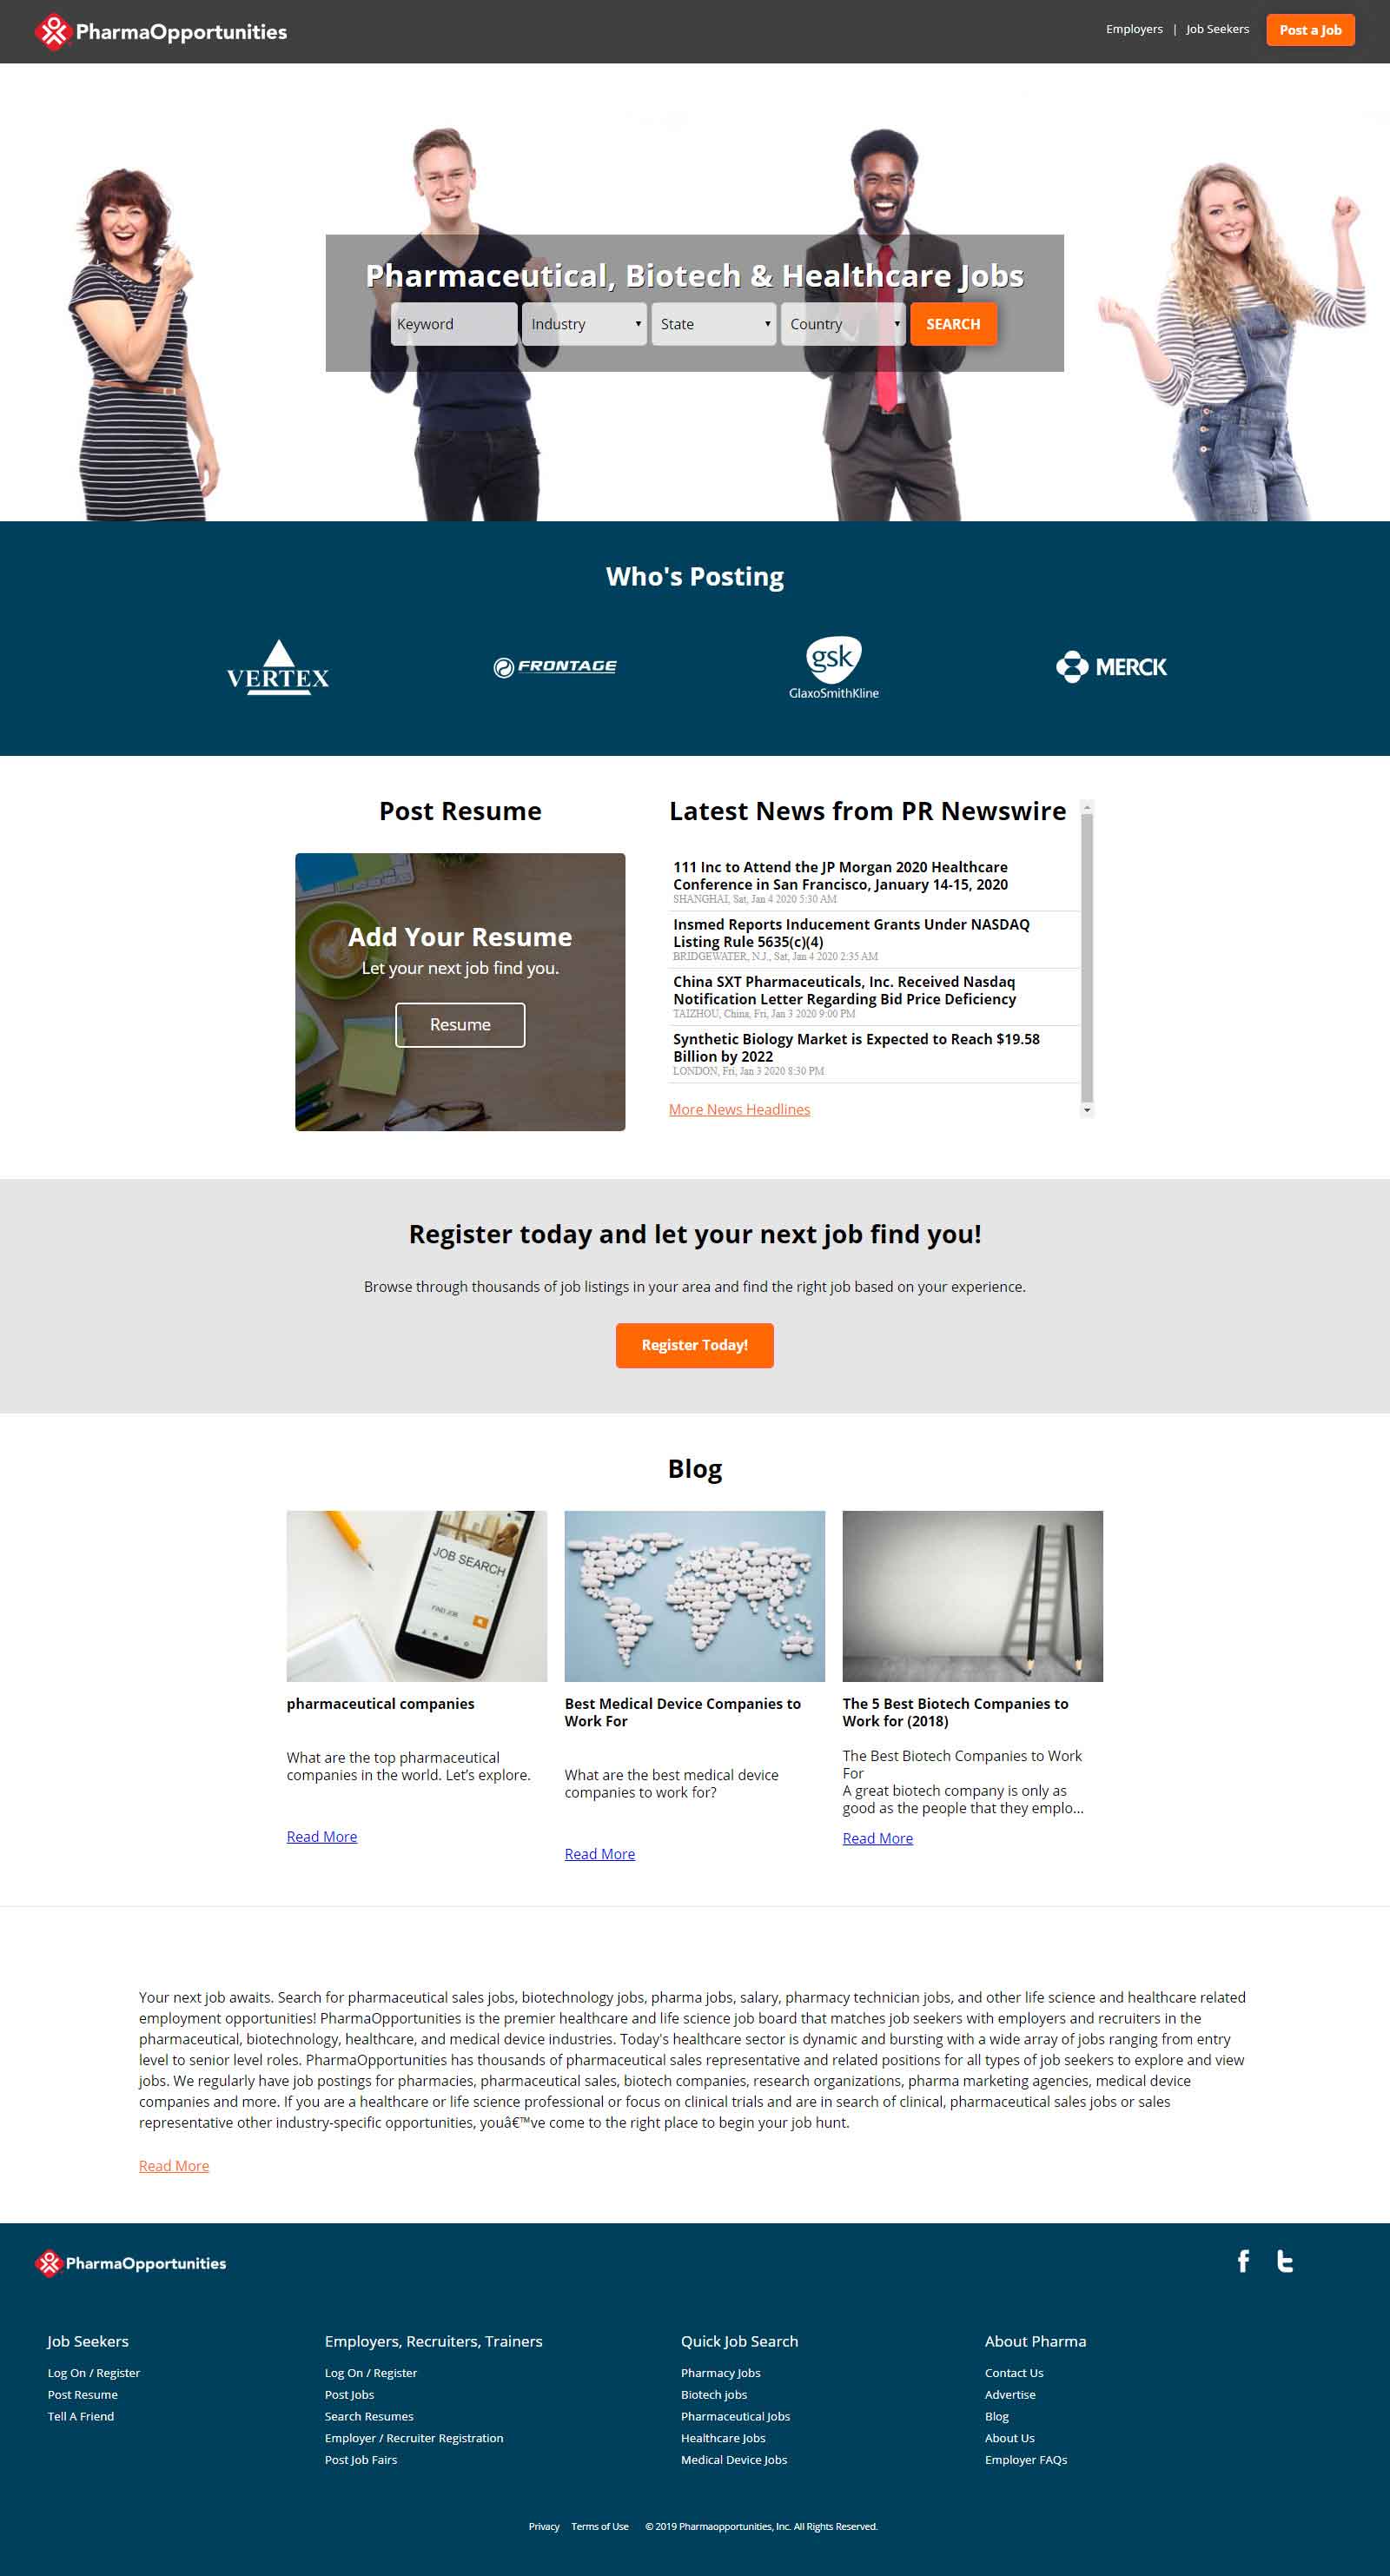 PharmaOpportunities
Employers | Job Seekers Post a Job
Pharmaceutical, Biotech & Healthcare Jobs
Keyword Industry State Country SEARCH
Who's Posting
VERTEX
FRONTAGE
gsk
GlaxoSmithKline
MERCK
Post Resume
Add Your Resume
Let your next job find you.
Resume
Latest News from PR Newswire
111 Inc to Attend the JP Morgan 2020 Healthcare
Conference in San Francisco, January 14-15, 2020
SHANGHAI, Sat, Jan 4 2020 5:30 AM
Insmed Reports Inducement Grants Under NASDAQ
Listing Rule 5635(c)(4)
BRIDGEWATER, N.J., Sat, Jan 4 2020 2:35 AM
China SXT Pharmaceuticals, Inc. Received Nasdaq
Notification Letter Regarding Bid Price Deficiency
TAIZHOU, China, Fri, Jan 3 2020 9:00 PM
Synthetic Biology Market is Expected to Reach $19.58
Billion by 2022
LONDON, Fri, Jan 3 2020 8:30 PM
More News Headlines
Register today and let your next job find you!
Browse through thousands of job listings in your area and find the right job based on your experience.
Register Today!
Blog
JOB SEARCH
FIND JOB
pharmaceutical companies
What are the top pharmaceutical
companies in the world. Let’s explore.
Read More
Best Medical Device Companies to
Work For
What are the best medical device
companies to work for?
Read More
The 5 Best Biotech Companies to
Work for (2018)
The Best Biotech Companies to Work
For
A great biotech company is only as
good as the people that they emplo...
Read More
Your next job awaits. Search for pharmaceutical sales jobs, biotechnology jobs, pharma jobs, salary, pharmacy technician jobs, and other life science and healthcare related
employment opportunities! PharmaOpportunities is the premier healthcare and life science job board that matches job seekers with employers and recruiters in the
pharmaceutical, biotechnology, healthcare, and medical device industries. Today's healthcare sector is dynamic and bursting with a wide array of jobs ranging from entry
level to senior level roles. PharmaOpportunities has thousands of pharmaceutical sales representative and related positions for all types of job seekers to explore and view
jobs. We regularly have job postings for pharmacies, pharmaceutical sales, biotech companies, research organizations, pharma marketing agencies, medical device
companies and more. If you are a healthcare or life science professional or focus on clinical trials and are in search of clinical, pharmaceutical sales jobs or sales
representative other industry-specific opportunities, youâ€™ve come to the right place to begin your job hunt.
Read More
PharmaOpportunities
Job Seekers
Log On / Register
Post Resume
Tell A Friend
Employers, Recruiters, Trainers
Log On / Register
Post Jobs
Search Resumes
Employer / Recruiter Registration
Post Job Fairs
Quick Job Search
Pharmacy Jobs
Biotech jobs
Pharmaceutical Jobs
Healthcare Jobs
Medical Device Jobs
About Pharma
Contact Us
Advertise
Blog
About Us
Employer FAQs
Privacy Terms of Use © 2019 Pharmaopportunities, Inc. All Rights Reserved.